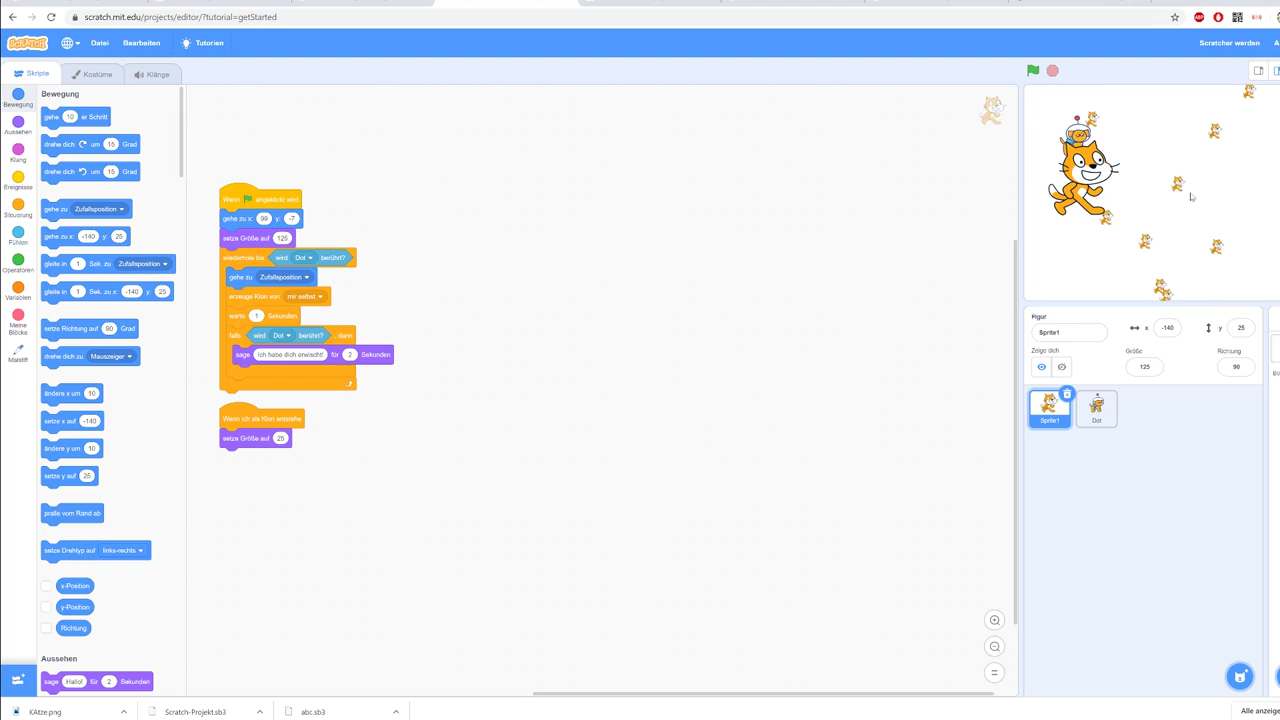 scratch.mit.edu/projects/editor/?tutorial=getStarted
SCRATCH Datei Bearbeiten Tutorien Scratcher werden
Skripte Kostüme Klänge
Bewegung
Aussehen
Klang
Ereignisse
Steuerung
Fühlen
Operatoren
Variablen
Meine Blöcke
Malstift
Bewegung
gehe 10 er Schritt
drehe dich um 15 Grad
drehe dich um 15 Grad
gehe zu Zufallsposition
gehe zu x: -140 y: 25
gleite in 1 Sek. zu Zufallsposition
gleite in 1 Sek. zu x: -140 y: 25
setze Richtung auf 90 Grad
drehe dich zu Mauszeiger
ändere x um 10
setze x auf -140
ändere y um 10
setze y auf 25
pralle vom Rand ab
setze Drehtyp auf links-rechts
x-Position
y-Position
Richtung
Aussehen
sage Hallo! für 2 Sekunden
Wenn angeklickt wird
gehe zu x: 99 y: -7
setze Größe auf 125
wiederhole bis wird Dot berührt?
gehe zu Zufallsposition
erzeuge Klon von mir selbst
warte 1 Sekunden
falls wird Dot berührt? dann
sage Ich habe dich erwischt! für 2 Sekunden
Wenn ich als Klon entstehe
setze Größe auf 25
Figur
Sprite1 x -140 y 25
Zeige dich Größe Richtung
125 90
Sprite1 Dot
KAtze.png Scratch-Projekt.sb3 abc.sb3